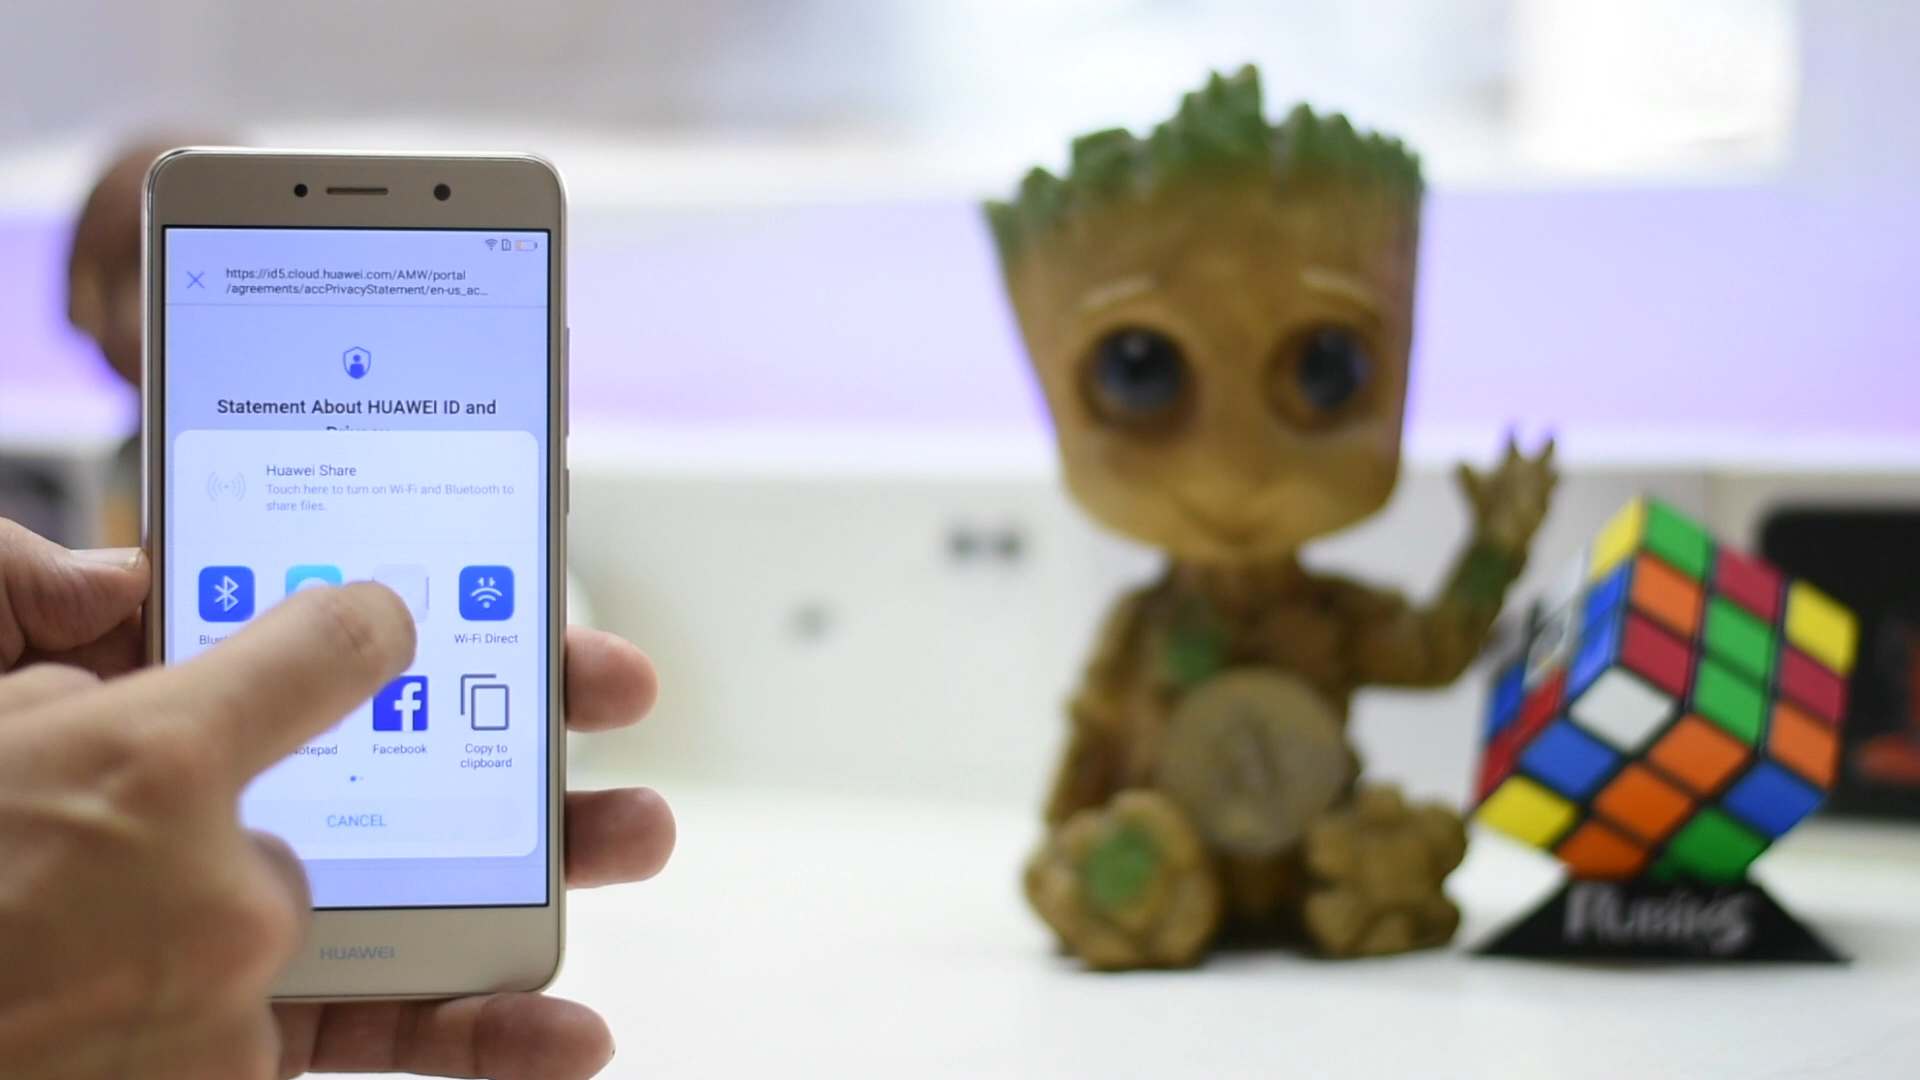 https://id5.cloud.huawei.com/AMW/portal
/agreements/accPrivacyStatement/en-us_ac...
Statement About HUAWEI ID and
Huawei Share
Touch here to turn on Wi-Fi and Bluetooth to
share files.
Wi-Fi Direct
Facebook
Copy to
clipboard
CANCEL
HUAWEI
Rubik's